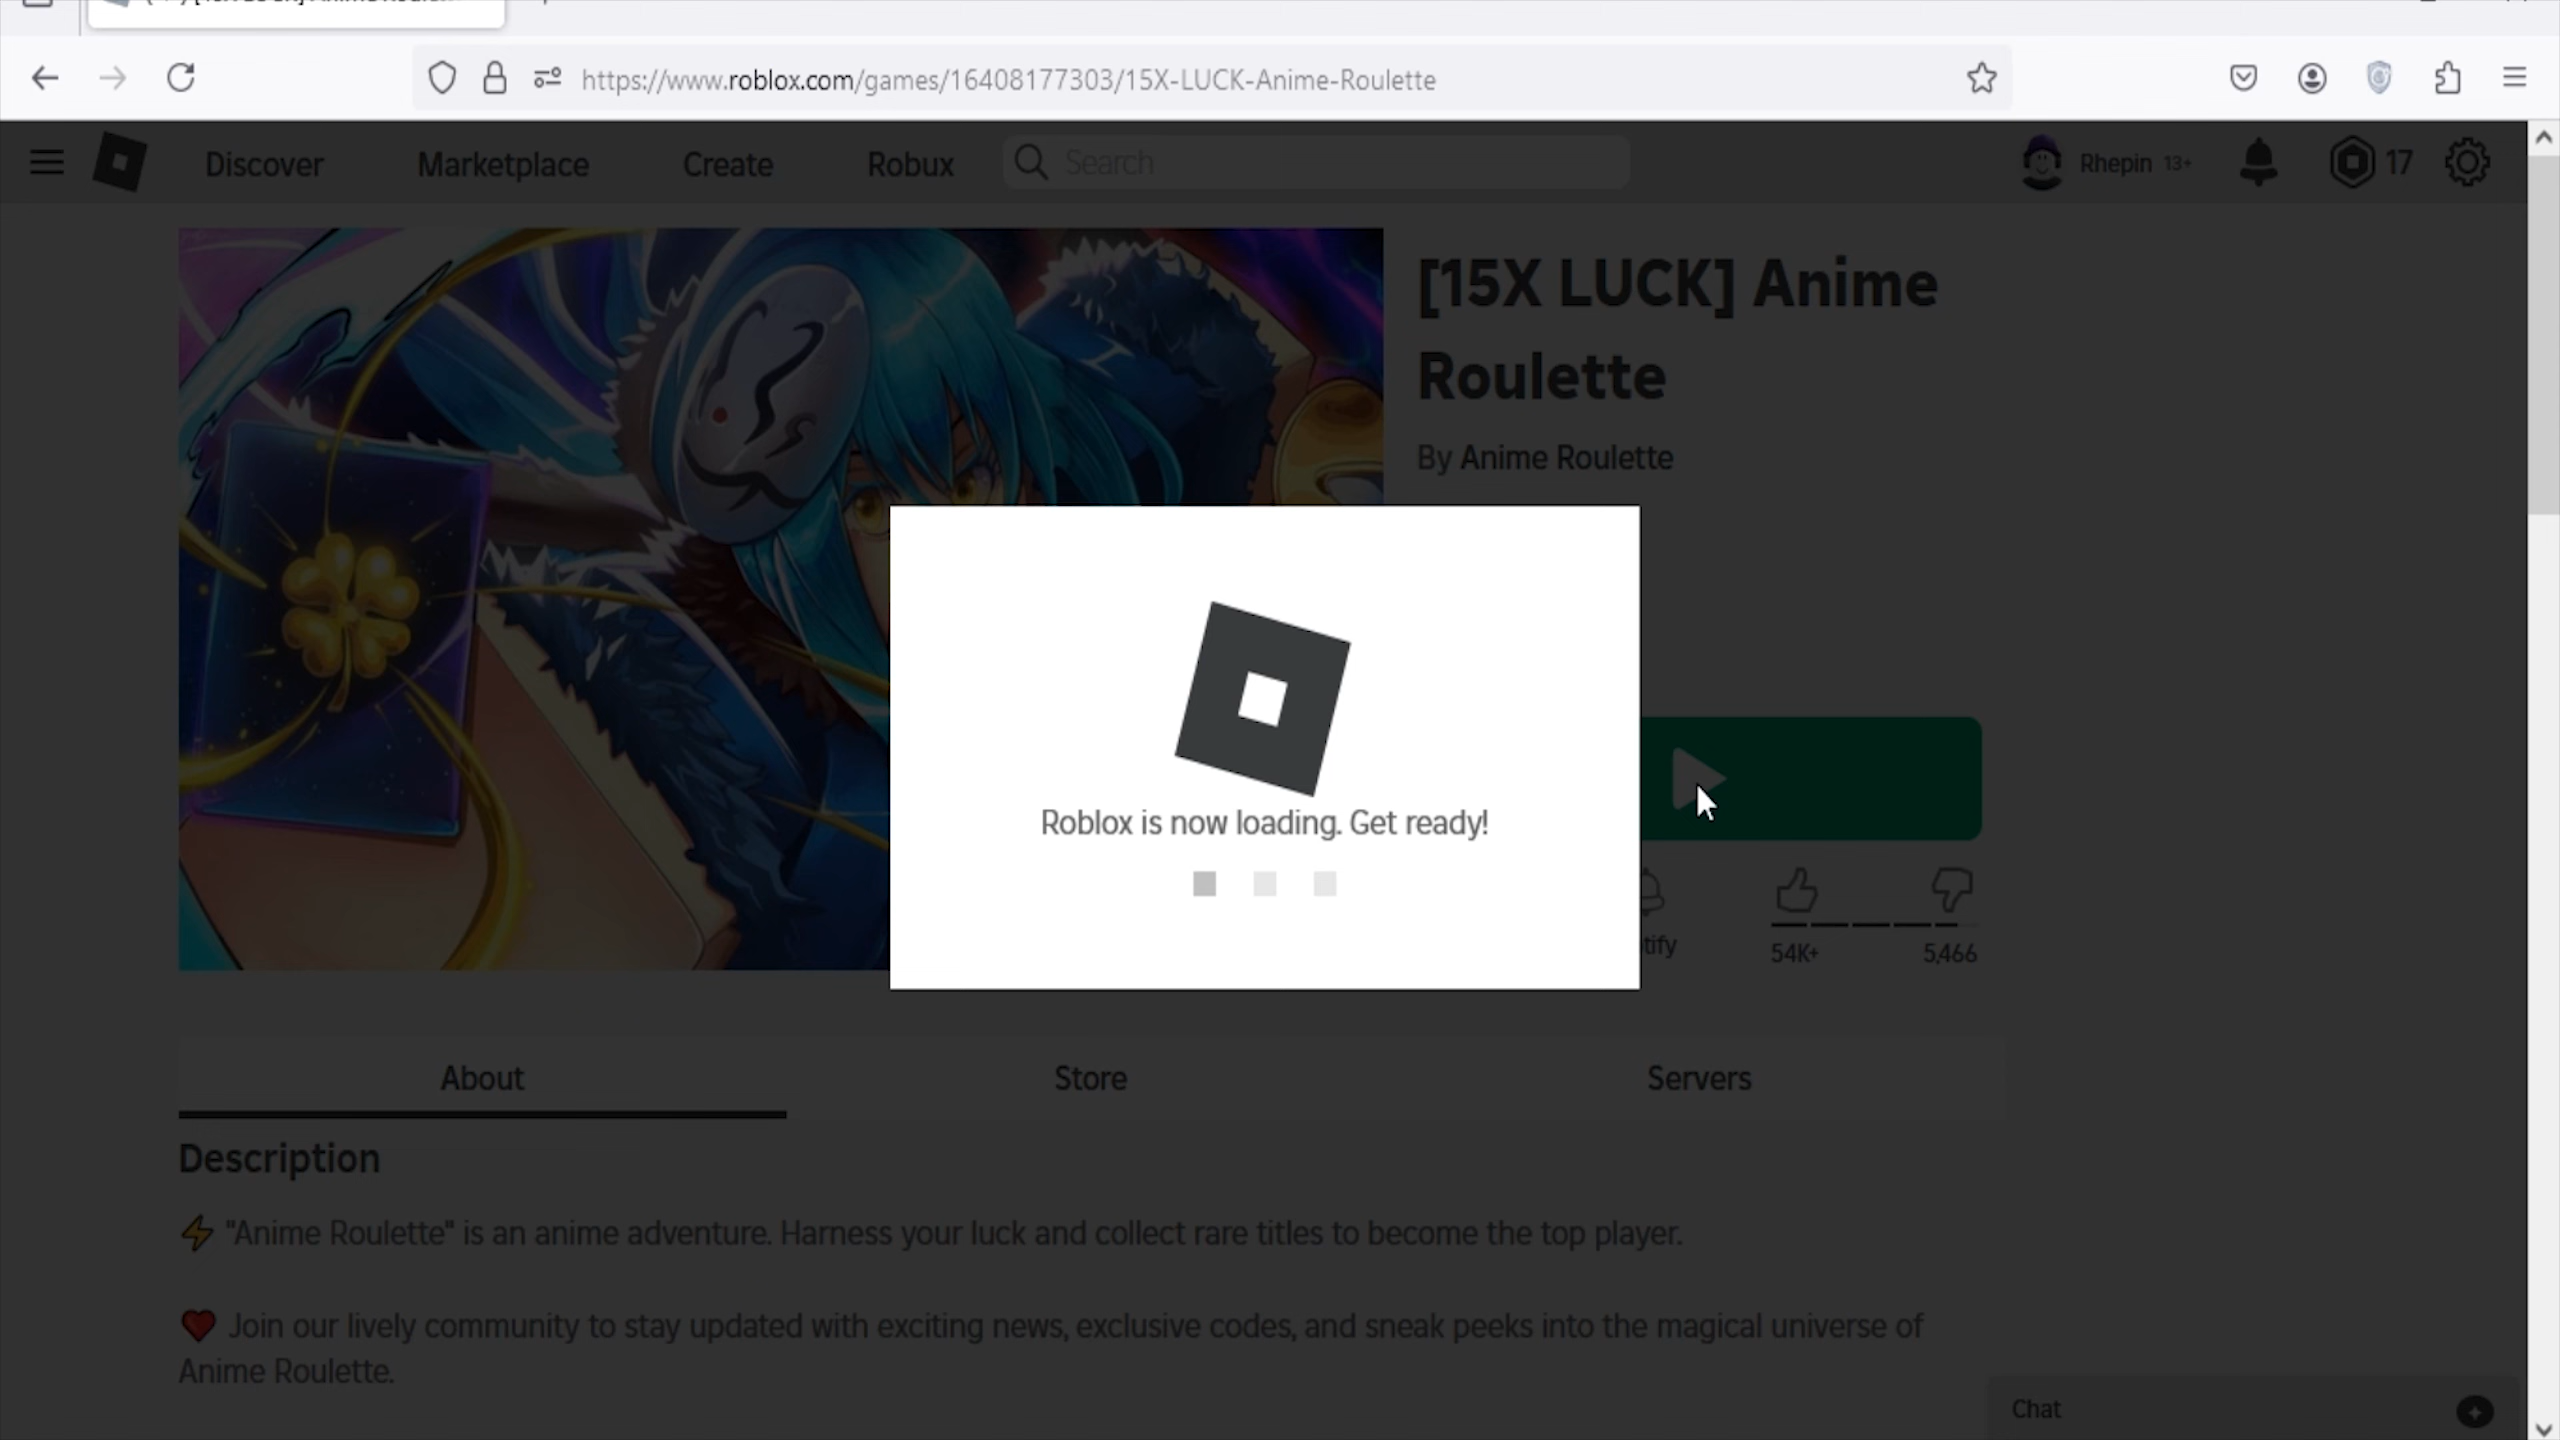 https://www.roblox.com/games/16408177303/15X-LUCK-Anime-Roulette
Discover
Marketplace
Create
Robux
Search
Rhepin 13+
17
[15X LUCK] Anime
Roulette
By Anime Roulette
Roblox is now loading. Get ready!
tify
54K+
5,466
About
Store
Servers
Description
⚡ "Anime Roulette" is an anime adventure. Harness your luck and collect rare titles to become the top player.
❤️ Join our lively community to stay updated with exciting news, exclusive codes, and sneak peeks into the magical universe of
Anime Roulette.
Chat